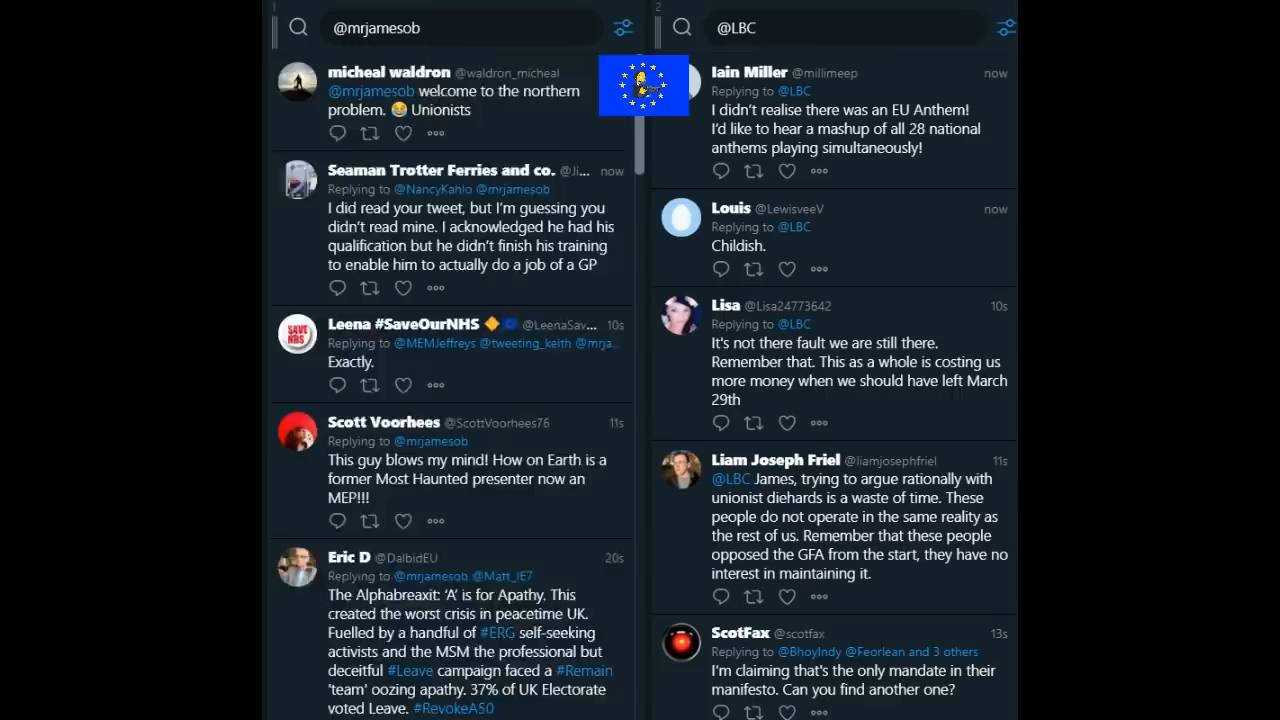 1
@mrjamesob
micheal waldron @waldron_micheal
@mrjamesob welcome to the northern
problem. 😂 Unionists
Seaman Trotter Ferries and co. @Ji... now
Replying to @NancyKahlo @mrjamesob
I did read your tweet, but I'm guessing you
didn't read mine. I acknowledged he had his
qualification but he didn't finish his training
to enable him to actually do a job of a GP
Leena #SaveOurNHS 🔶 🇪🇺 @LeenaSav... 10s
SAVE
NHS
Replying to @MEMJeffreys @tweeting_keith @mrja...
Exactly.
Scott Voorhees @ScottVoorhees76 11s
Replying to @mrjamesob
This guy blows my mind! How on Earth is a
former Most Haunted presenter now an
MEP!!!
Eric D @DalbidEU 20s
Replying to @mrjamesob @Matt_IE7
The Alphabreaxit: ‘A’ is for Apathy. This
created the worst crisis in peacetime UK.
Fuelled by a handful of #ERG self-seeking
activists and the MSM the professional but
deceitful #Leave campaign faced a #Remain
'team' oozing apathy. 37% of UK Electorate
voted Leave. #RevokeA50
2
@LBC
Iain Miller @millimeep now
Replying to @LBC
I didn't realise there was an EU Anthem!
I'd like to hear a mashup of all 28 national
anthems playing simultaneously!
Louis @LewisveeV now
Replying to @LBC
Childish.
Lisa @Lisa24773642 10s
Replying to @LBC
It's not there fault we are still there.
Remember that. This as a whole is costing us
more money when we should have left March
29th
Liam Joseph Friel @liamjosephfriel 11s
@LBC James, trying to argue rationally with
unionist diehards is a waste of time. These
people do not operate in the same reality as
the rest of us. Remember that these people
opposed the GFA from the start, they have no
interest in maintaining it.
ScotFax @scotfax 13s
Replying to @BhoyIndy @Feorlean and 3 others
I'm claiming that's the only mandate in their
manifesto. Can you find another one?